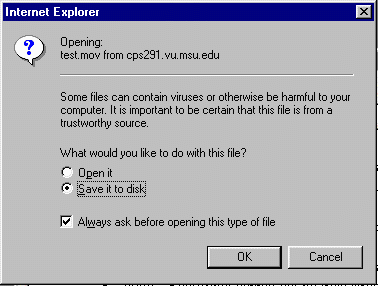 Internet Explorer
Opening:
test.mov from cps291.vu.msu.edu
Some files can contain viruses or otherwise be harmful to your
computer. It is important to be certain that this file is from a
trustworthy source.
What would you like to do with this file?
Open it
Save it to disk
Always ask before opening this type of file
OK
Cancel